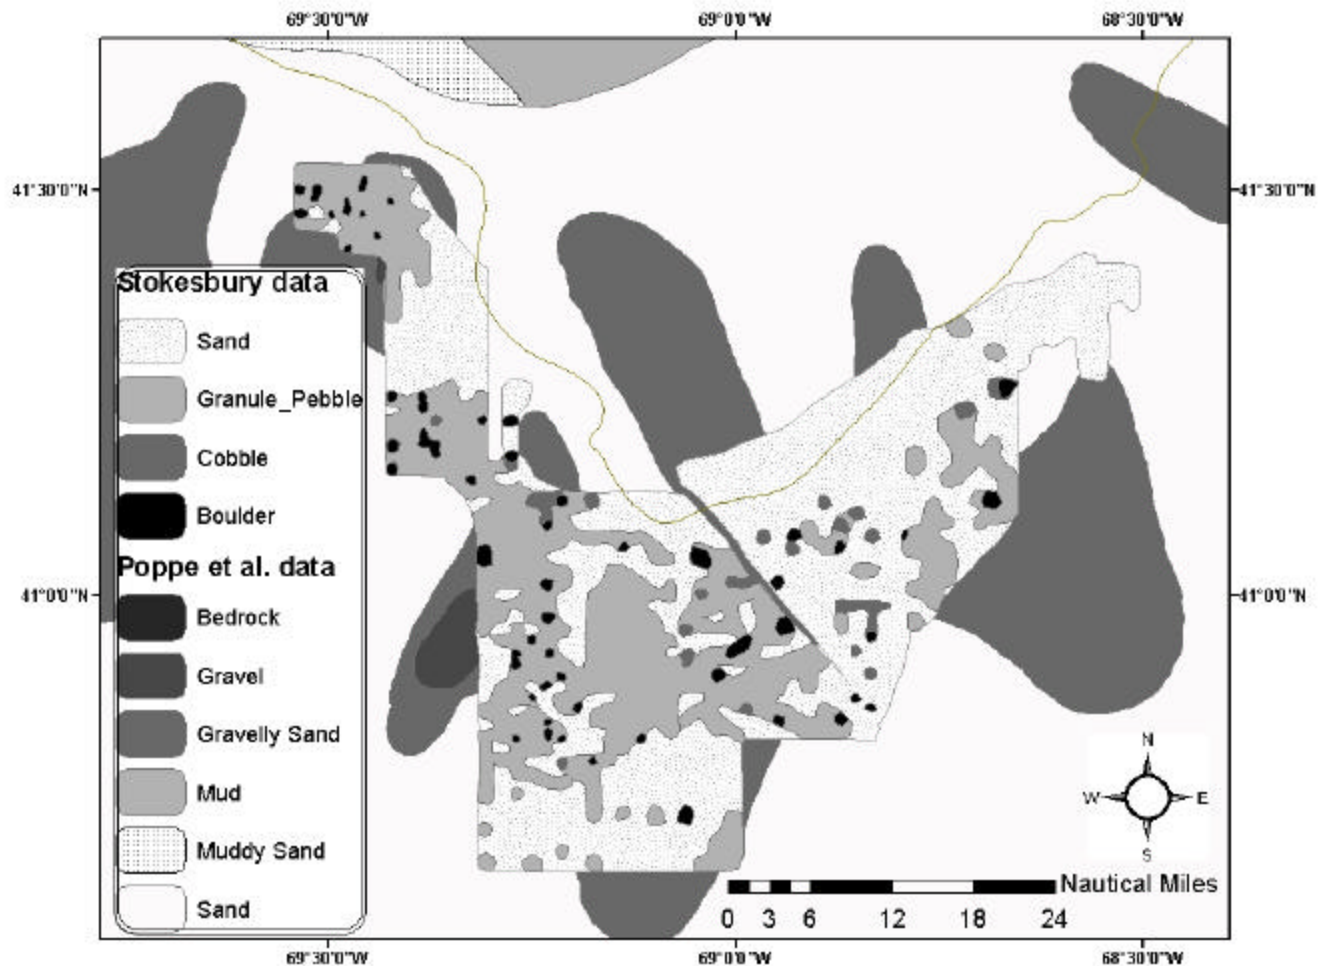 69°30'0"W 69°0'0"W 68°30'0"W
41°30'0"N 41°30'0"N
Stokesbury data
Sand
Granule_Pebble
Cobble
Boulder
Poppe et al. data
41°0'0"N 41°0'0"N
Bedrock
Gravel
Gravelly Sand
N
Mud
W E
Muddy Sand
S
Nautical Miles
Sand
0 3 6 12 18 24
69°30'0"W 69°0'0"W 68°30'0"W